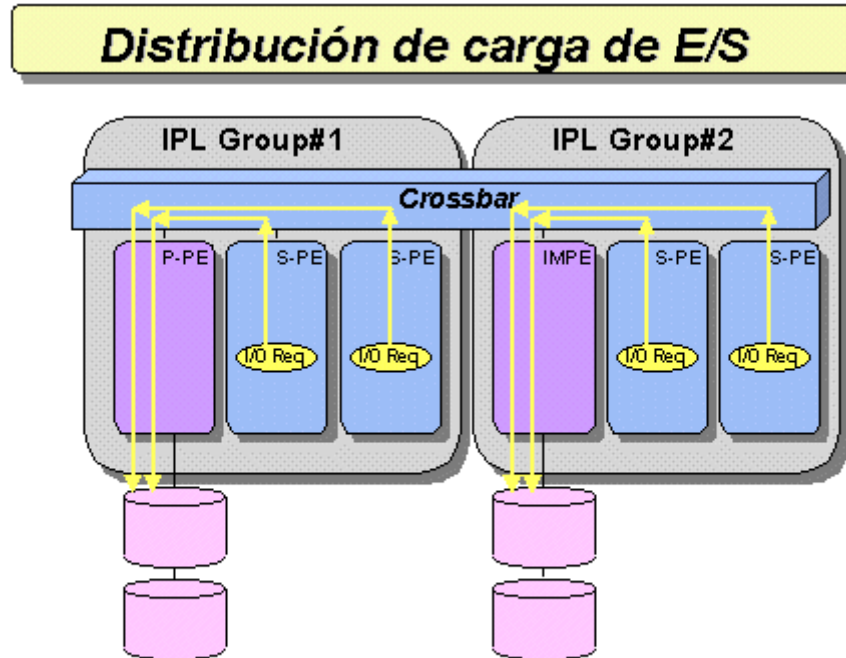 Distribución de carga de E/S
IPL Group#1
IPL Group#2
Crossbar
P-PE
S-PE
S-PE
IMPE
S-PE
S-PE
I/O Req
I/O Req
I/O Req
I/O Req